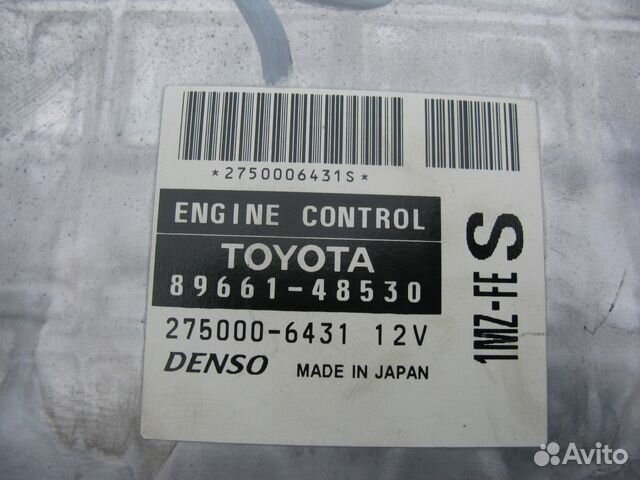 *2750006431S*
ENGINE CONTROL
TOYOTA
89661-48530
275000-6431 12V
DENSO MADE IN JAPAN
1MZ-FE S
Avito